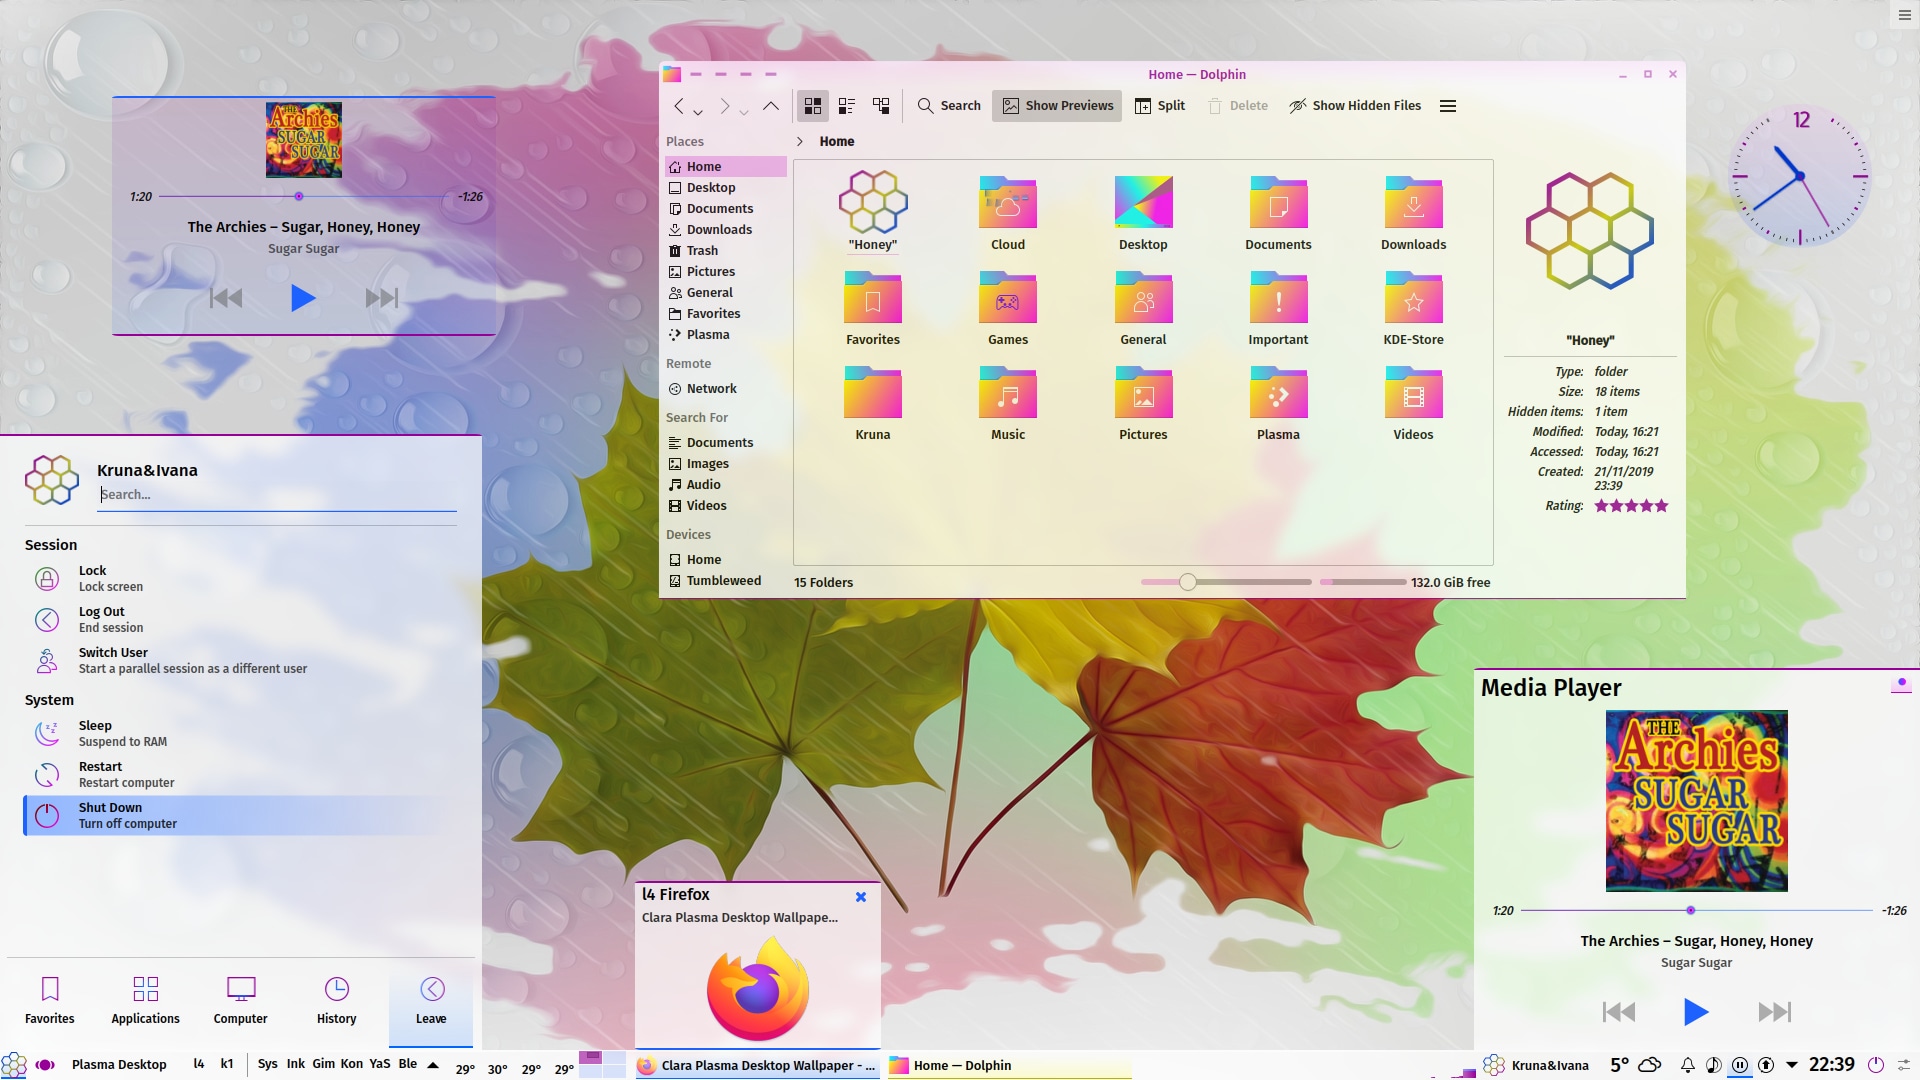 THE
Archies
SUGAR
SUGAR
1:20
-1:26
The Archies – Sugar, Honey, Honey
Sugar Sugar
Home — Dolphin
Search
Show Previews
Split
Delete
Show Hidden Files
Places
Home
Desktop
Documents
Downloads
Trash
Pictures
General
Favorites
Plasma
Remote
Network
Search For
Documents
Images
Audio
Videos
Devices
Home
Tumbleweed
Home
"Honey"
Cloud
Desktop
Documents
Downloads
Favorites
Games
General
Important
KDE-Store
Kruna
Music
Pictures
Plasma
Videos
15 Folders
132.0 GiB free
"Honey"
Type: folder
Size: 18 items
Hidden items: 1 item
Modified: Today, 16:21
Accessed: Today, 16:21
Created: 21/11/2019
23:39
Rating:
12
Kruna&Ivana
Search...
Session
Lock
Lock screen
Log Out
End session
Switch User
Start a parallel session as a different user
System
Sleep
Suspend to RAM
Restart
Restart computer
Shut Down
Turn off computer
Favorites
Applications
Computer
History
Leave
l4 Firefox
Clara Plasma Desktop Wallpape...
Media Player
THE
Archies
SUGAR
SUGAR
1:20
-1:26
The Archies – Sugar, Honey, Honey
Sugar Sugar
Plasma Desktop
l4
k1
Sys
Ink
Gim
Kon
YaS
Ble
29°
30°
29°
29°
Clara Plasma Desktop Wallpaper - ...
Home — Dolphin
Kruna&Ivana
5°
22:39